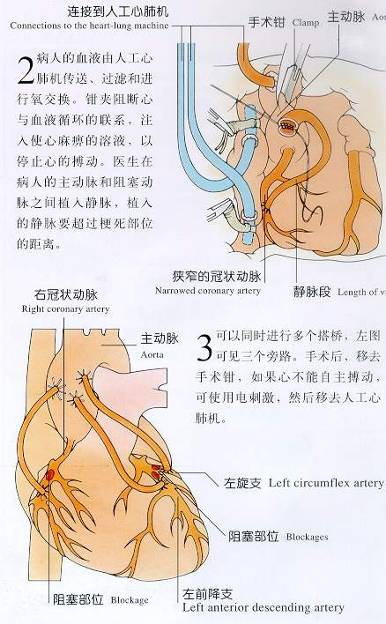 连接到人工心肺机
Connections to the heart-lung machine
手术钳 Clamp
主动脉
2 病人的血液由人工心
肺机传送、过滤和进
行氧交换。钳夹阻断心
与血液循环的联系，注
入使心麻痹的溶液，以
停止心的搏动。医生在
病人的主动脉和阻塞动
脉之间植入静脉，植入
的静脉要超过梗死部位
的距离。
狭窄的冠状动脉
Narrowed coronary artery
静脉段 Length of
右冠状动脉
Right coronary artery
主动脉
Aorta
3 可以同时进行多个搭桥，左图
可见三个旁路。手术后，移去
手术钳，如果心不能自主搏动，
可使用电刺激，然后移去人工心
肺机。
左旋支 Left circumflex artery
阻塞部位 Blockages
阻塞部位 Blockage
左前降支
Left anterior descending artery